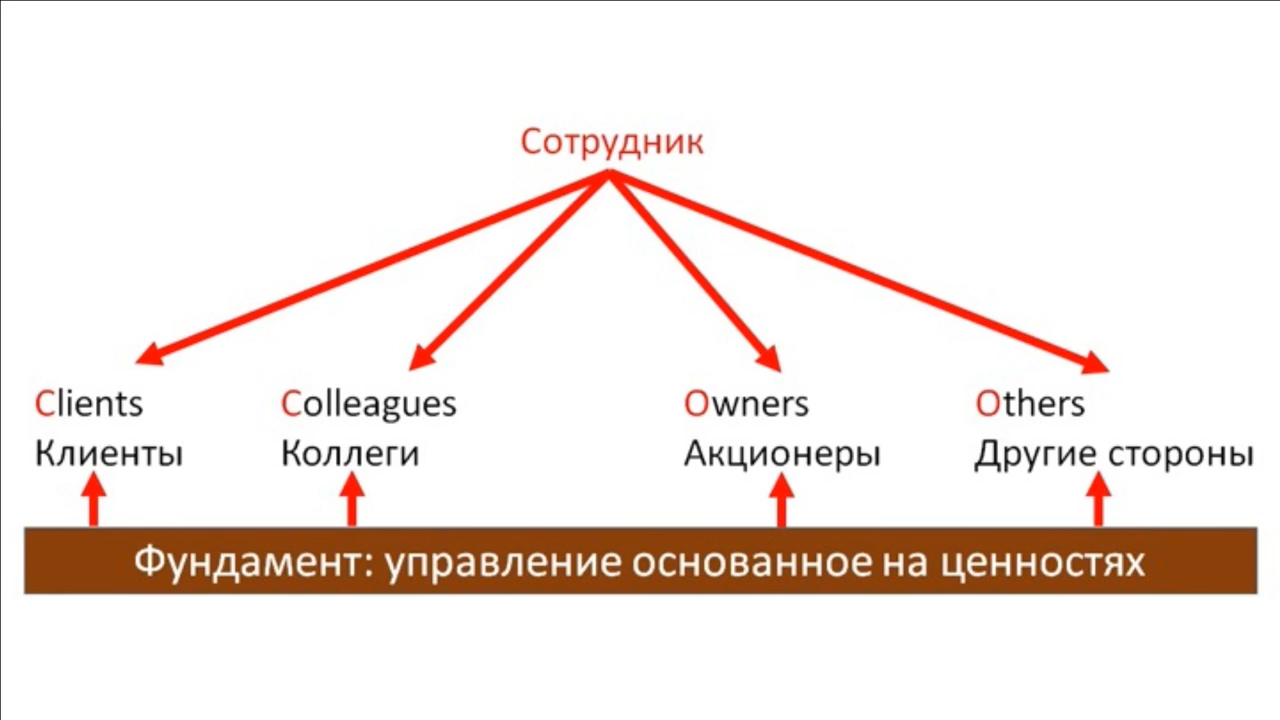 Сотрудник
Clients
Клиенты
Colleagues
Коллеги
Owners
Акционеры
Others
Другие стороны
Фундамент: управление основанное на ценностях